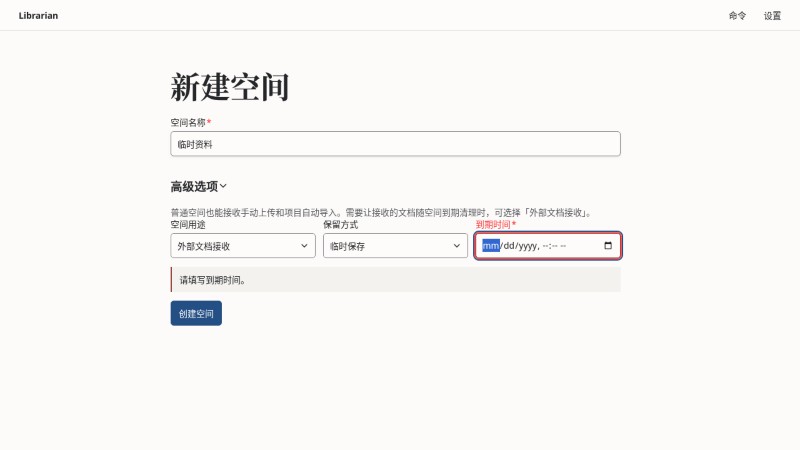 Librarian
命令 设置
新建空间
空间名称*
临时资料
高级选项
普通空间也能接收手动上传和项目自动导入。需要让接收的文档随空间到期清理时，可选择「外部文档接收」。
空间用途 保留方式 到期时间*
外部文档接收 临时保存 mm/dd/yyyy, --:-- --
请填写到期时间。
创建空间